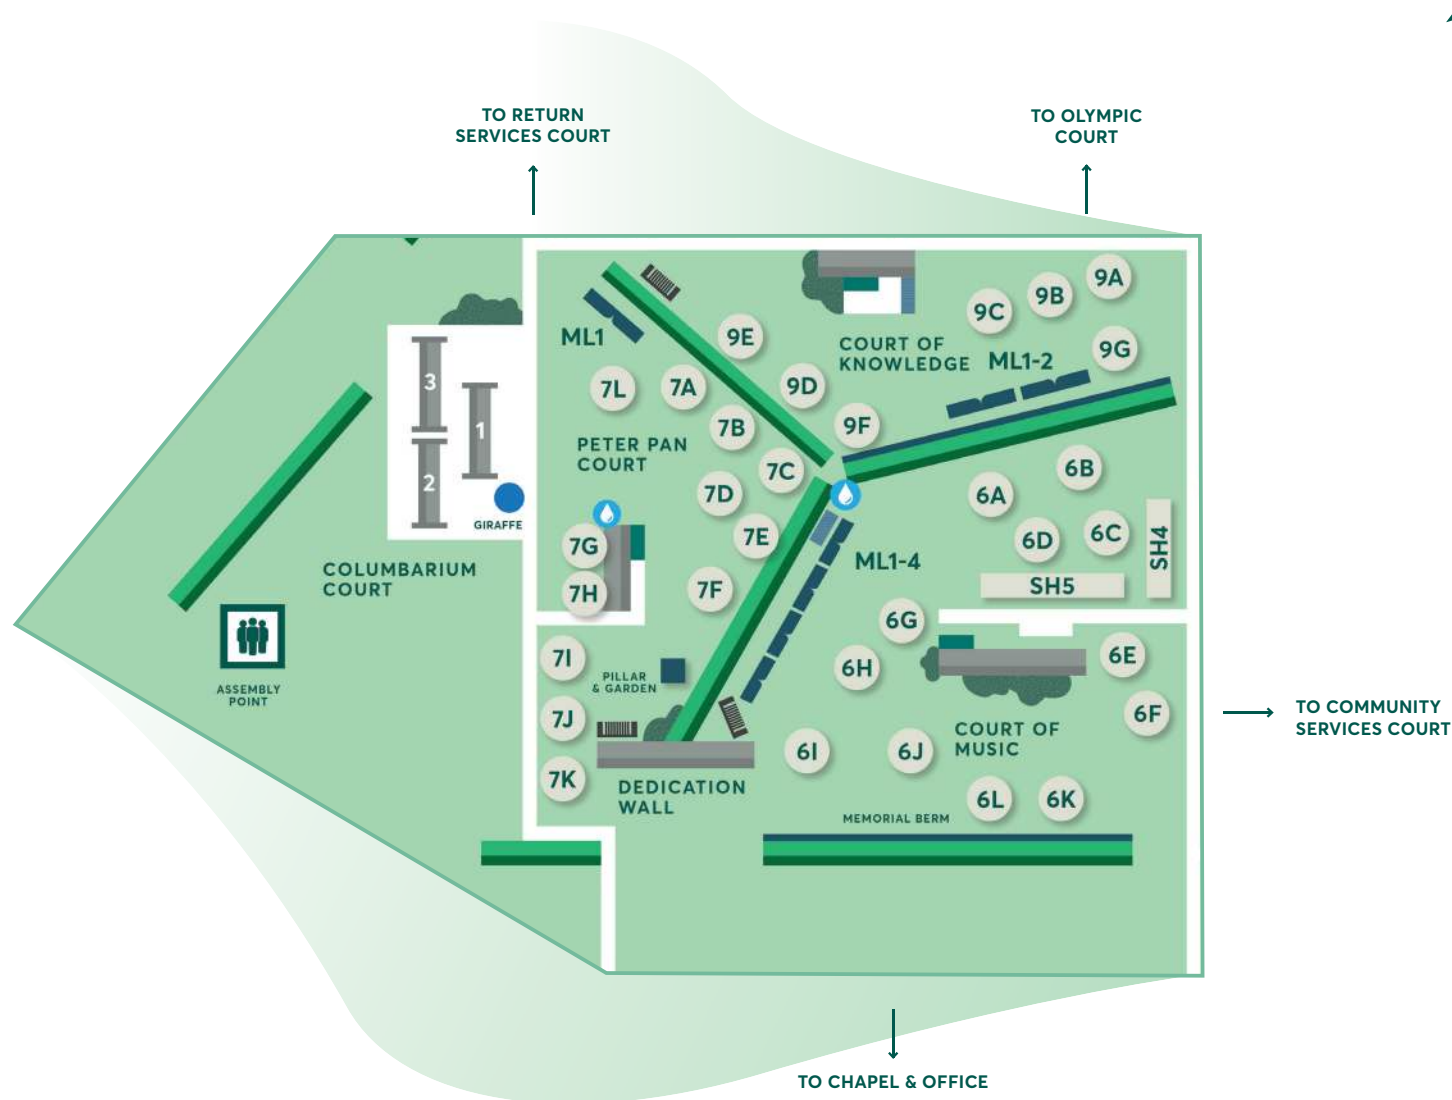 TO RETURN
SERVICES COURT
TO OLYMPIC
COURT
9A
9B
9C
9E
ML1
COURT OF
KNOWLEDGE
ML1-2
9G
3
7L
7A
9D
1
7B
9F
PETER PAN
COURT
7C
6B
2
7D
6A
GIRAFFE
7G
7E
6D
6C
SH4
COLUMBARIUM
COURT
ML1-4
7H
7F
SH5
6G
7I
6H
6E
PILLAR
& GARDEN
ASSEMBLY
POINT
7J
6F
TO COMMUNITY
SERVICES COURT
COURT OF
MUSIC
6I
6J
7K
DEDICATION
WALL
6L
6K
MEMORIAL BERM
TO CHAPEL & OFFICE